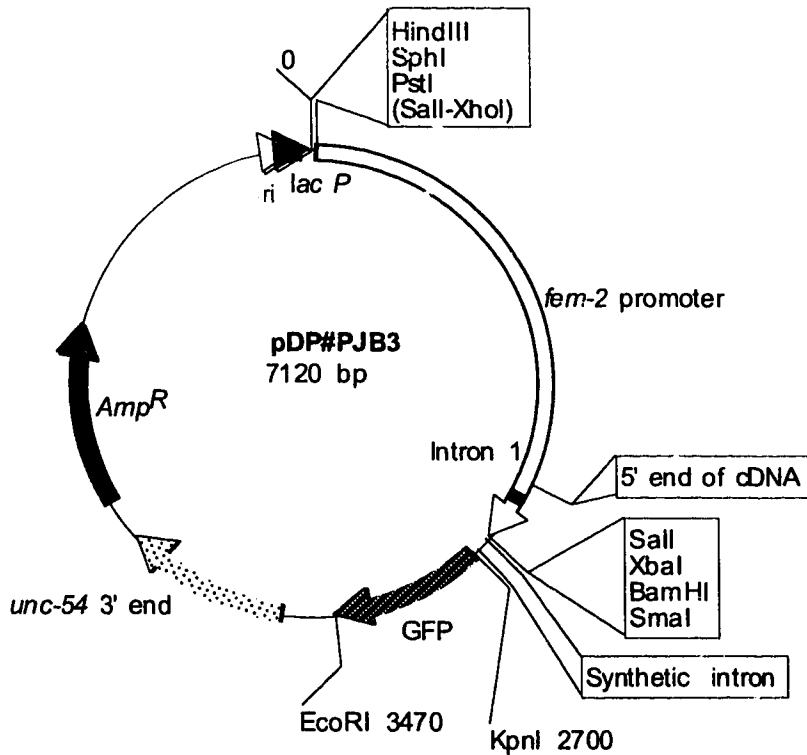 0
HindIII
SphI
PstI
(SalI-XhoI)
ri
lac P
fem-2 promoter
pDP#PJB3
7120 bp
AmpR
Intron 1
5' end of cDNA
SalI
XbaI
BamHI
SmaI
unc-54 3' end
GFP
Synthetic intron
EcoRI 3470
KpnI 2700